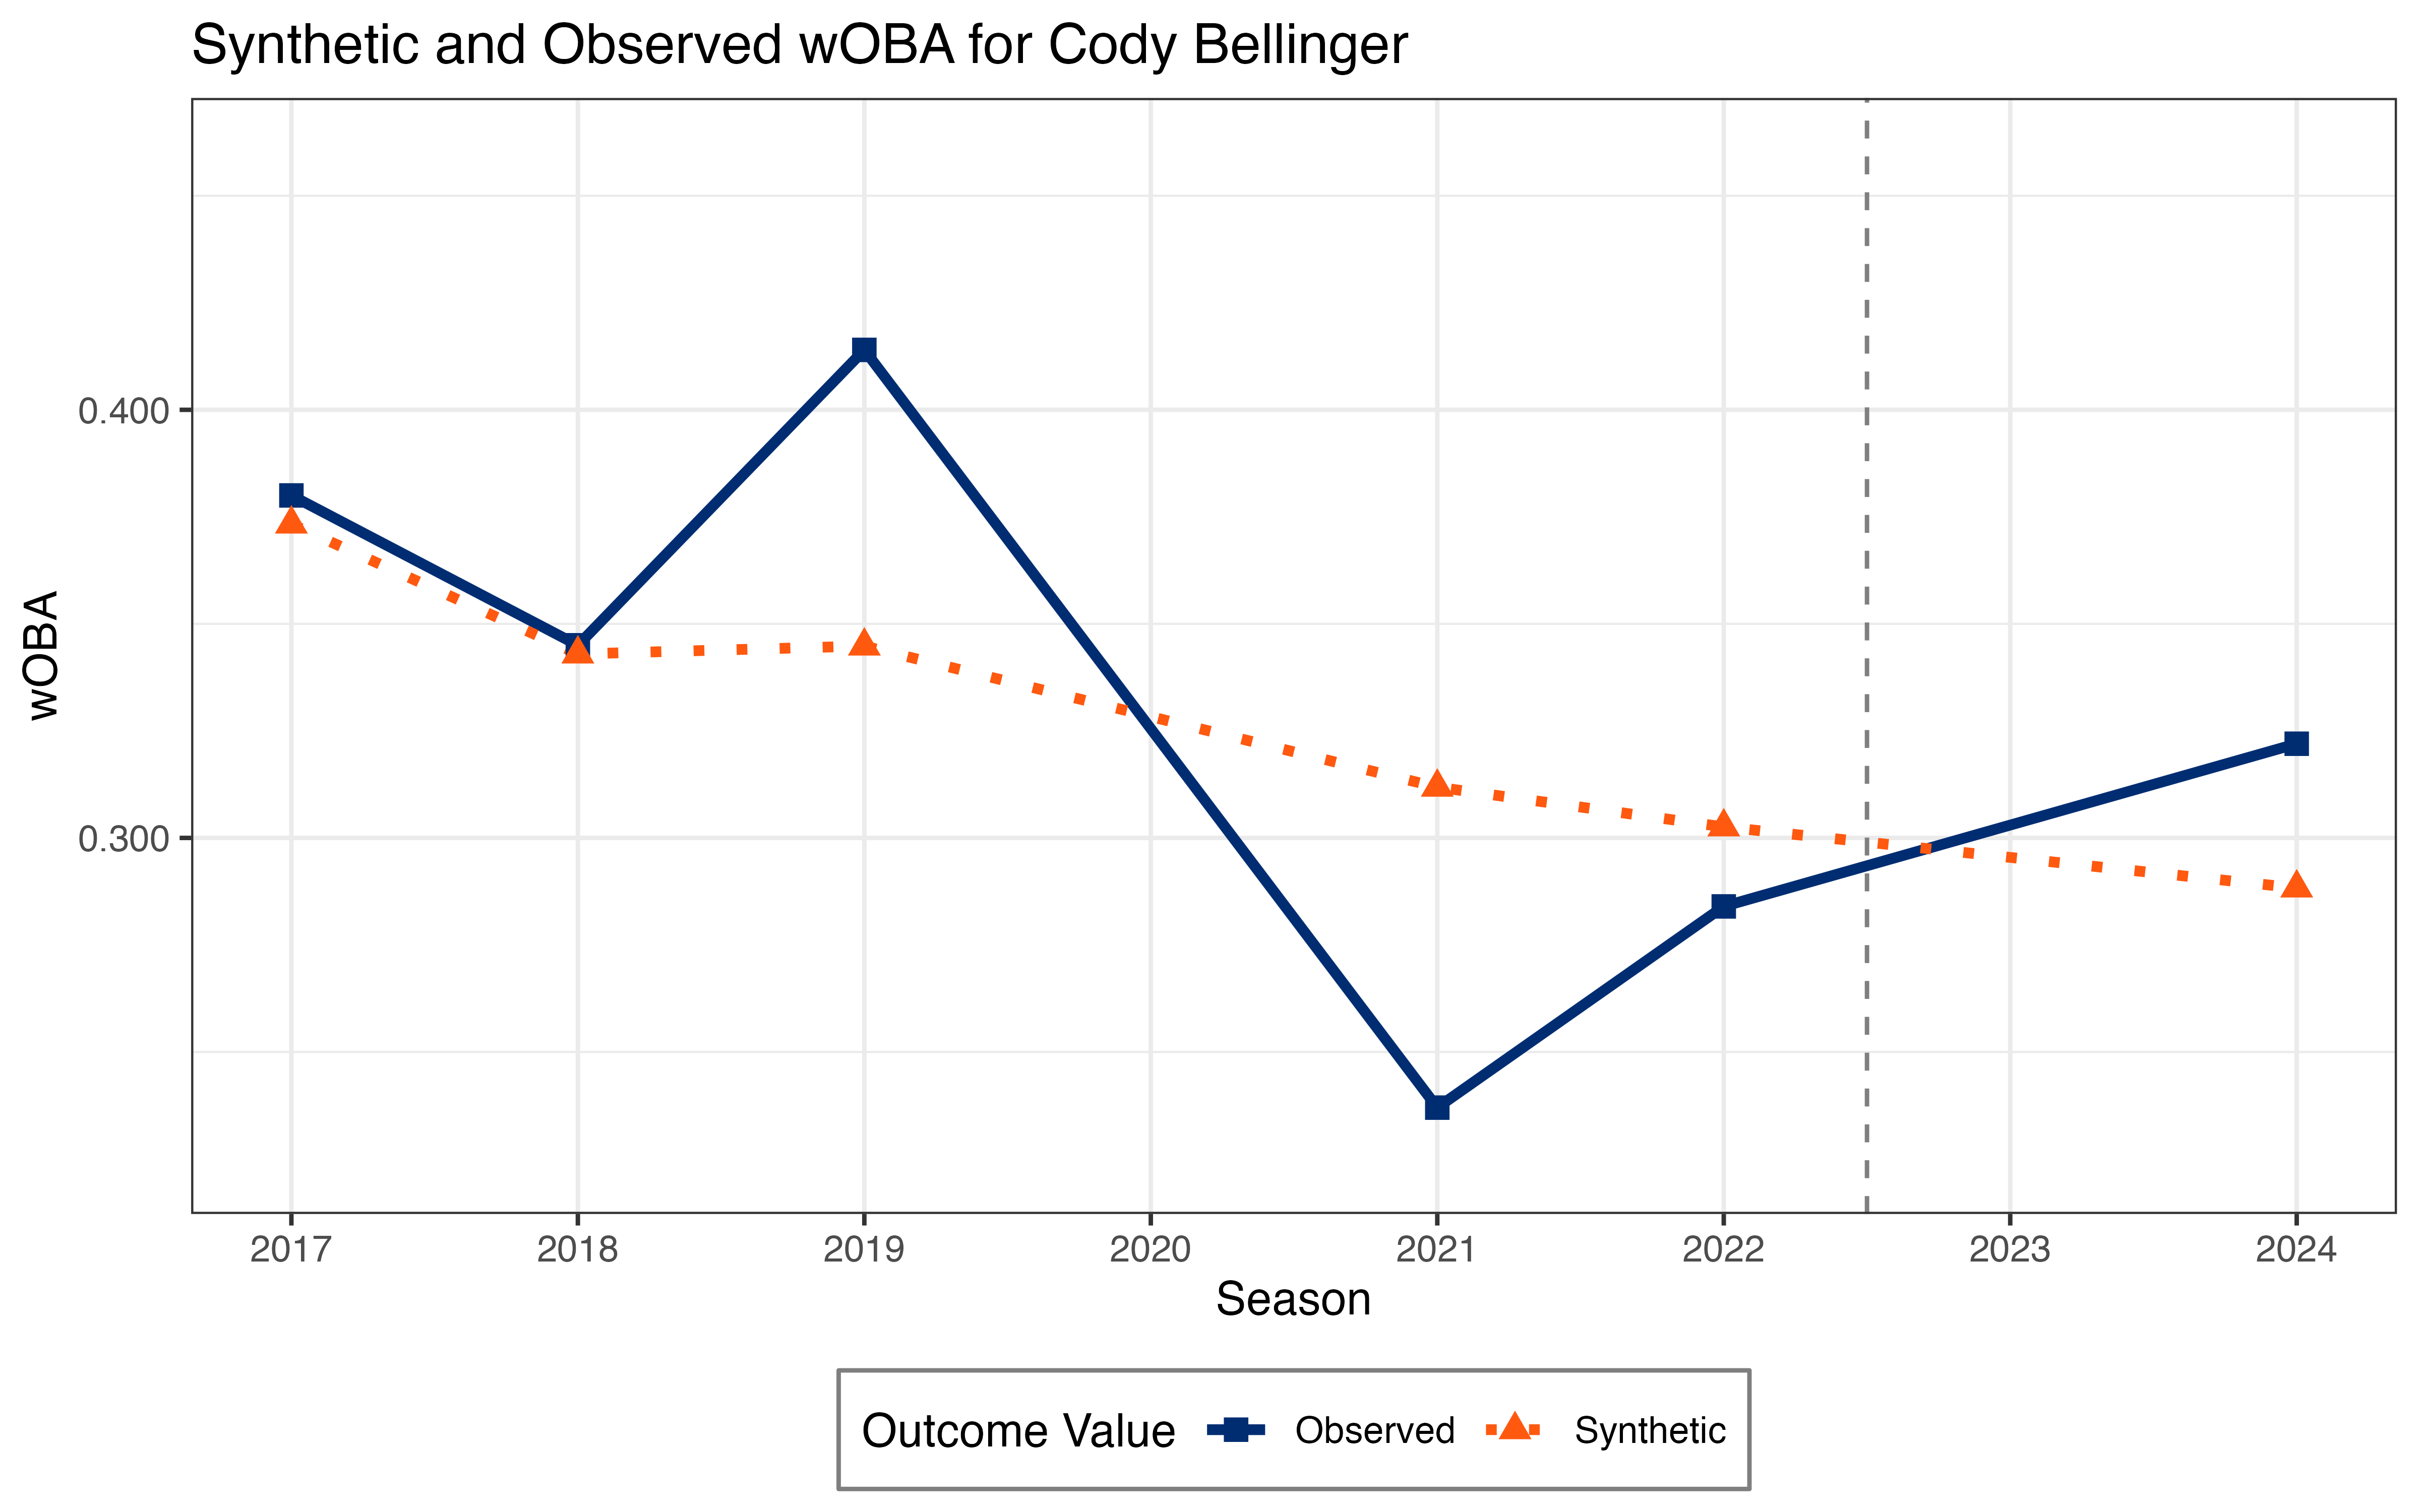 Synthetic and Observed wOBA for Cody Bellinger
wOBA
0.400
0.300
2017 2018 2019 2020 2021 2022 2023 2024
Season
Outcome Value Observed Synthetic